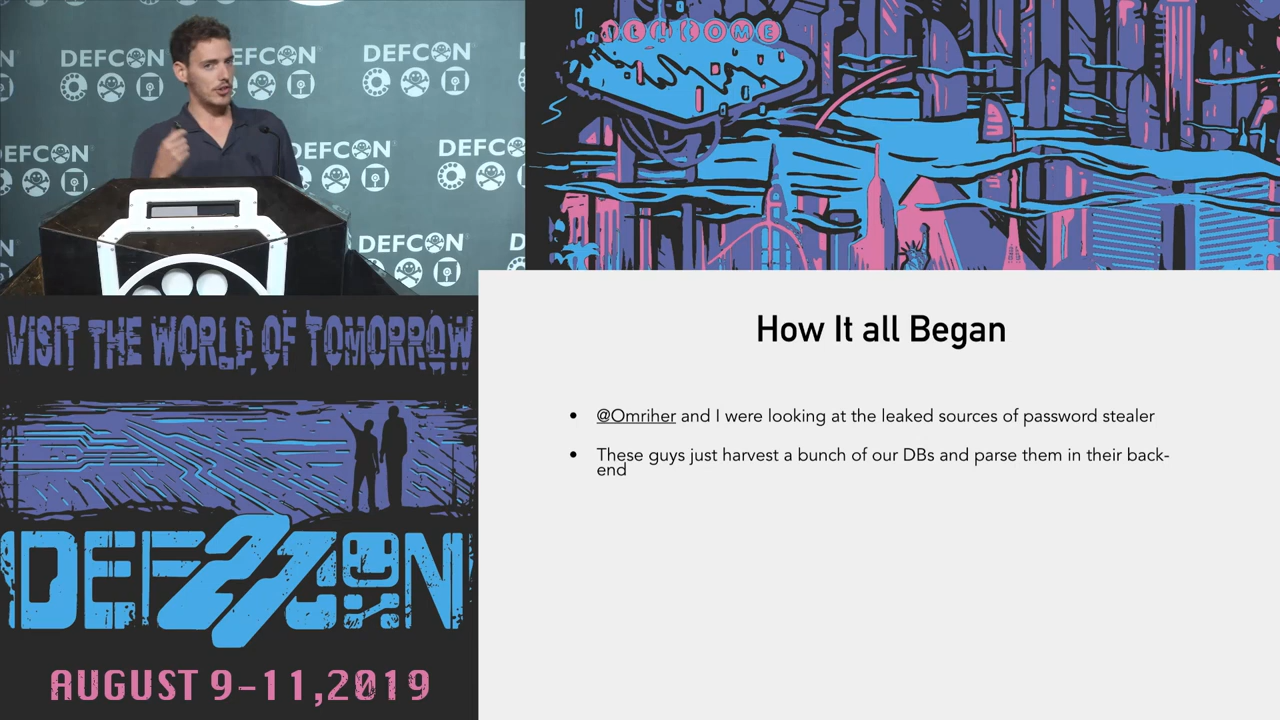 DEFCON
DEFCON
DEFCON
DEFCON
DEFCON
DEFCON
DEFCON
WELCOME
VISIT THE WORLD OF TOMORROW
DEF27CON
AUGUST 9-11,2019
How It all Began
• @Omriher and I were looking at the leaked sources of password stealer
• These guys just harvest a bunch of our DBs and parse them in their back-
end